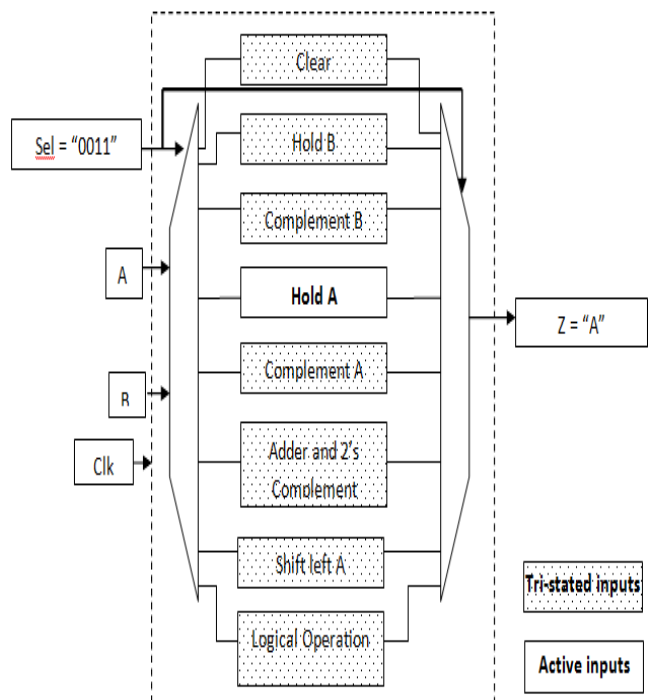 Clear
Sel = “0011”
Hold B
Complement B
A
Hold A
Z = “A”
Complement A
B
Adder and 2’s
Complement
Clk
Shift left A
Tri-stated inputs
Logical Operation
Active inputs